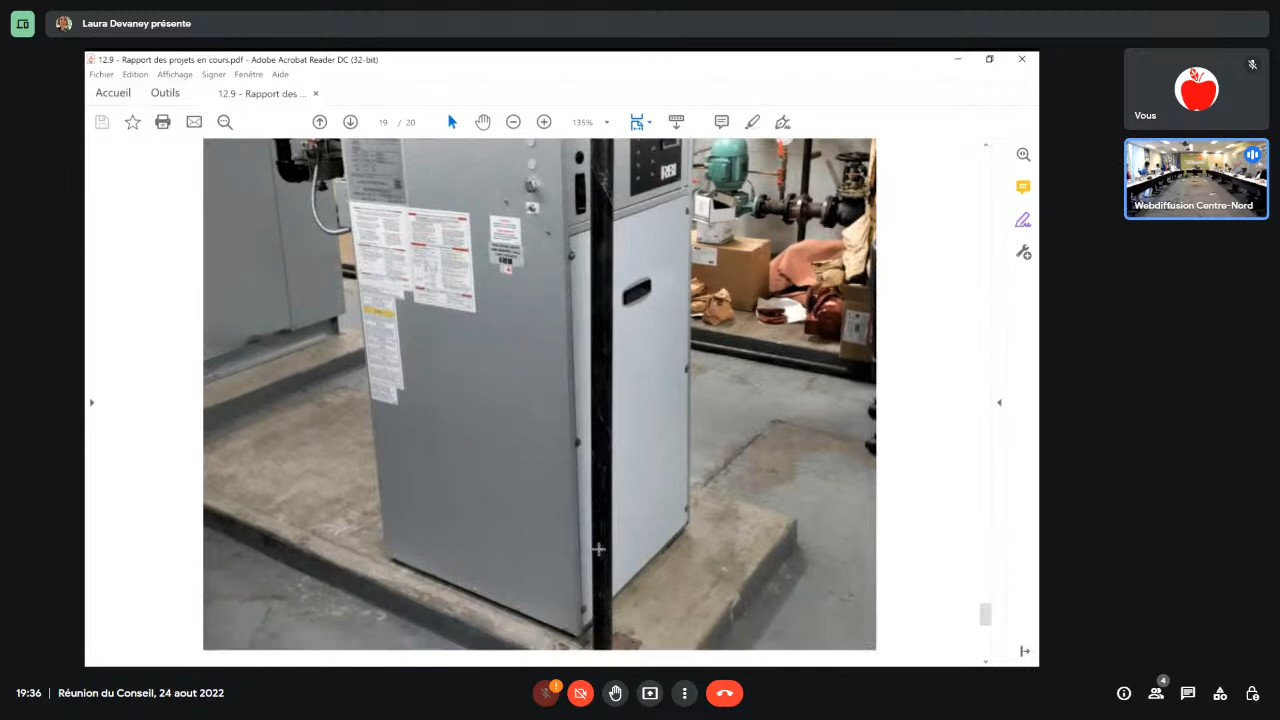 Laura Devaney présente
12.9 - Rapport des projets en cours.pdf - Adobe Acrobat Reader DC (32-bit)
Fichier Edition Affichage Signer Fenêtre Aide
Accueil Outils 12.9 - Rapport des ... ×
19 / 20 135%
RBI
Vous
Webdiffusion Centre-Nord
4
19:36 | Réunion du Conseil, 24 aout 2022